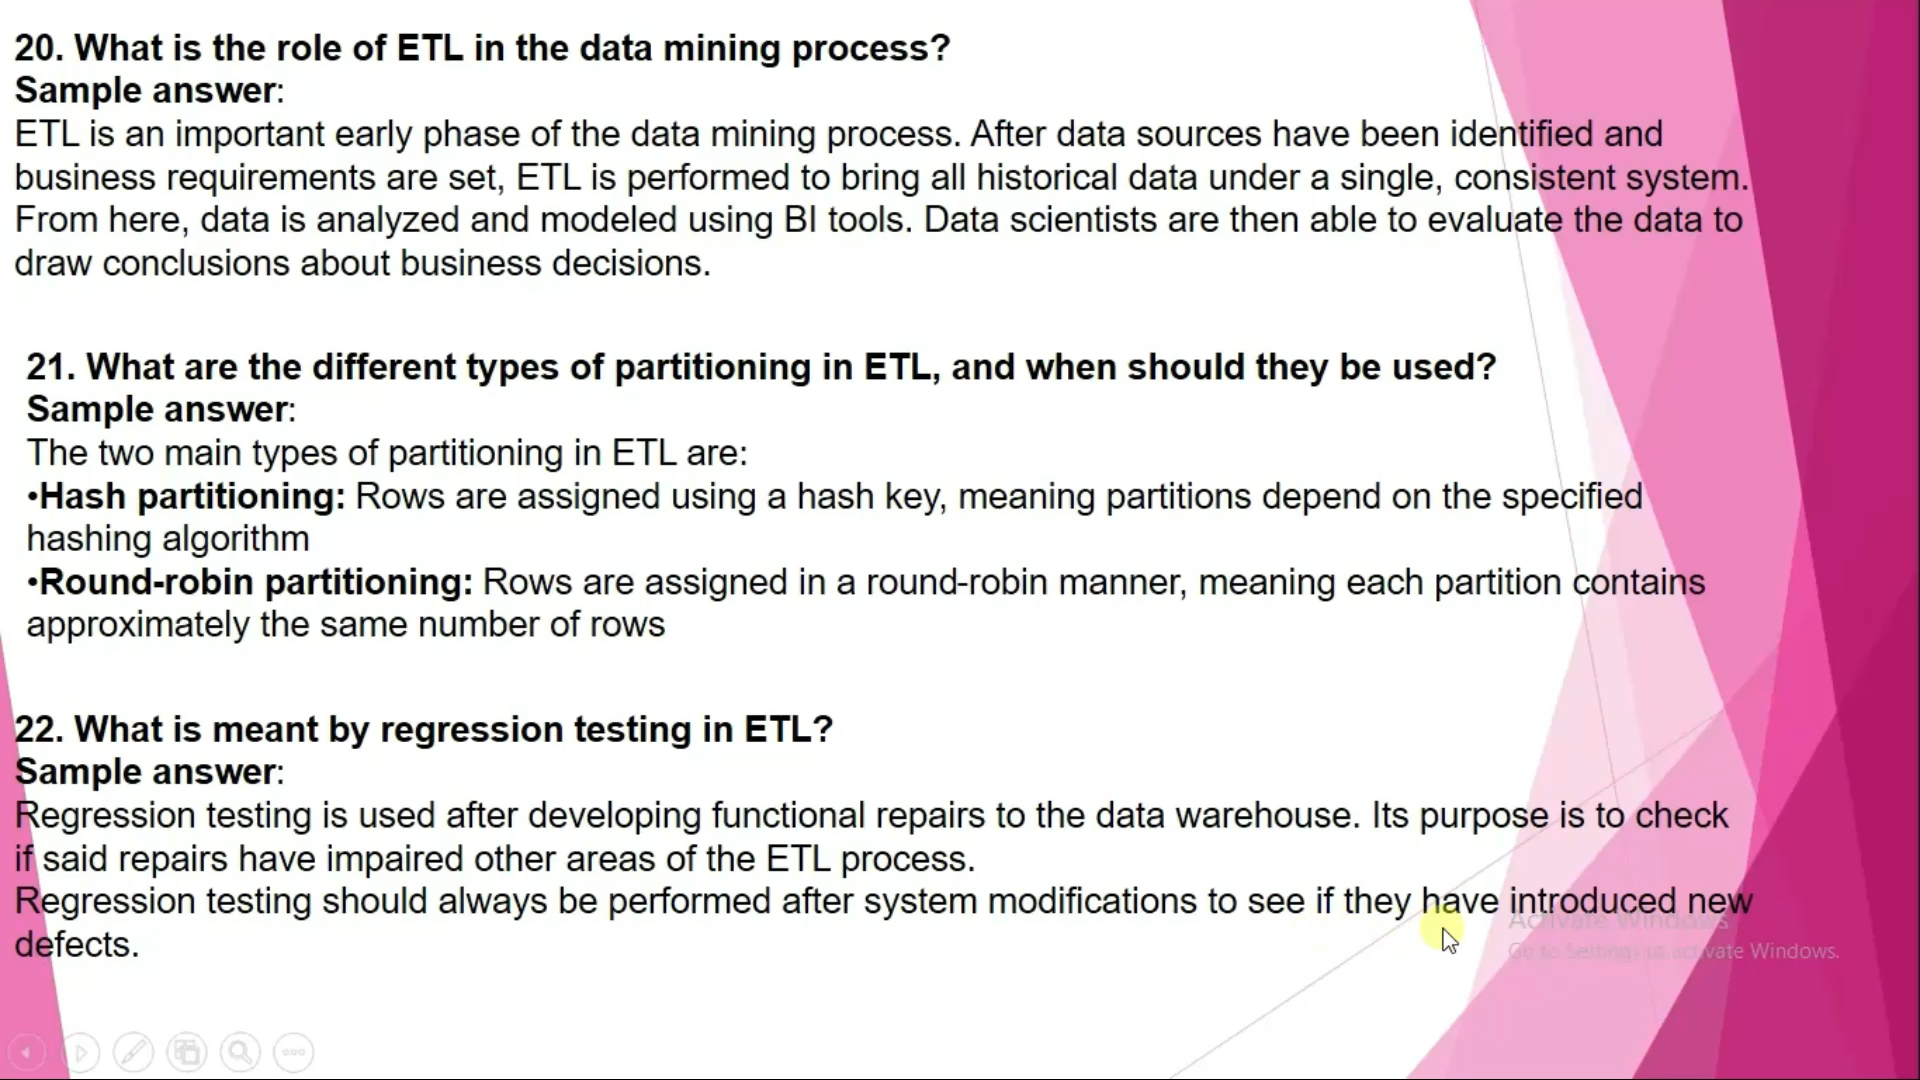 20. What is the role of ETL in the data mining process?
Sample answer:
ETL is an important early phase of the data mining process. After data sources have been identified and
business requirements are set, ETL is performed to bring all historical data under a single, consistent system.
From here, data is analyzed and modeled using BI tools. Data scientists are then able to evaluate the data to
draw conclusions about business decisions.
21. What are the different types of partitioning in ETL, and when should they be used?
Sample answer:
The two main types of partitioning in ETL are:
•Hash partitioning: Rows are assigned using a hash key, meaning partitions depend on the specified
hashing algorithm
•Round-robin partitioning: Rows are assigned in a round-robin manner, meaning each partition contains
approximately the same number of rows
22. What is meant by regression testing in ETL?
Sample answer:
Regression testing is used after developing functional repairs to the data warehouse. Its purpose is to check
if said repairs have impaired other areas of the ETL process.
Regression testing should always be performed after system modifications to see if they have introduced new
defects.
Activate Windows
Go to Settings to activate Windows.